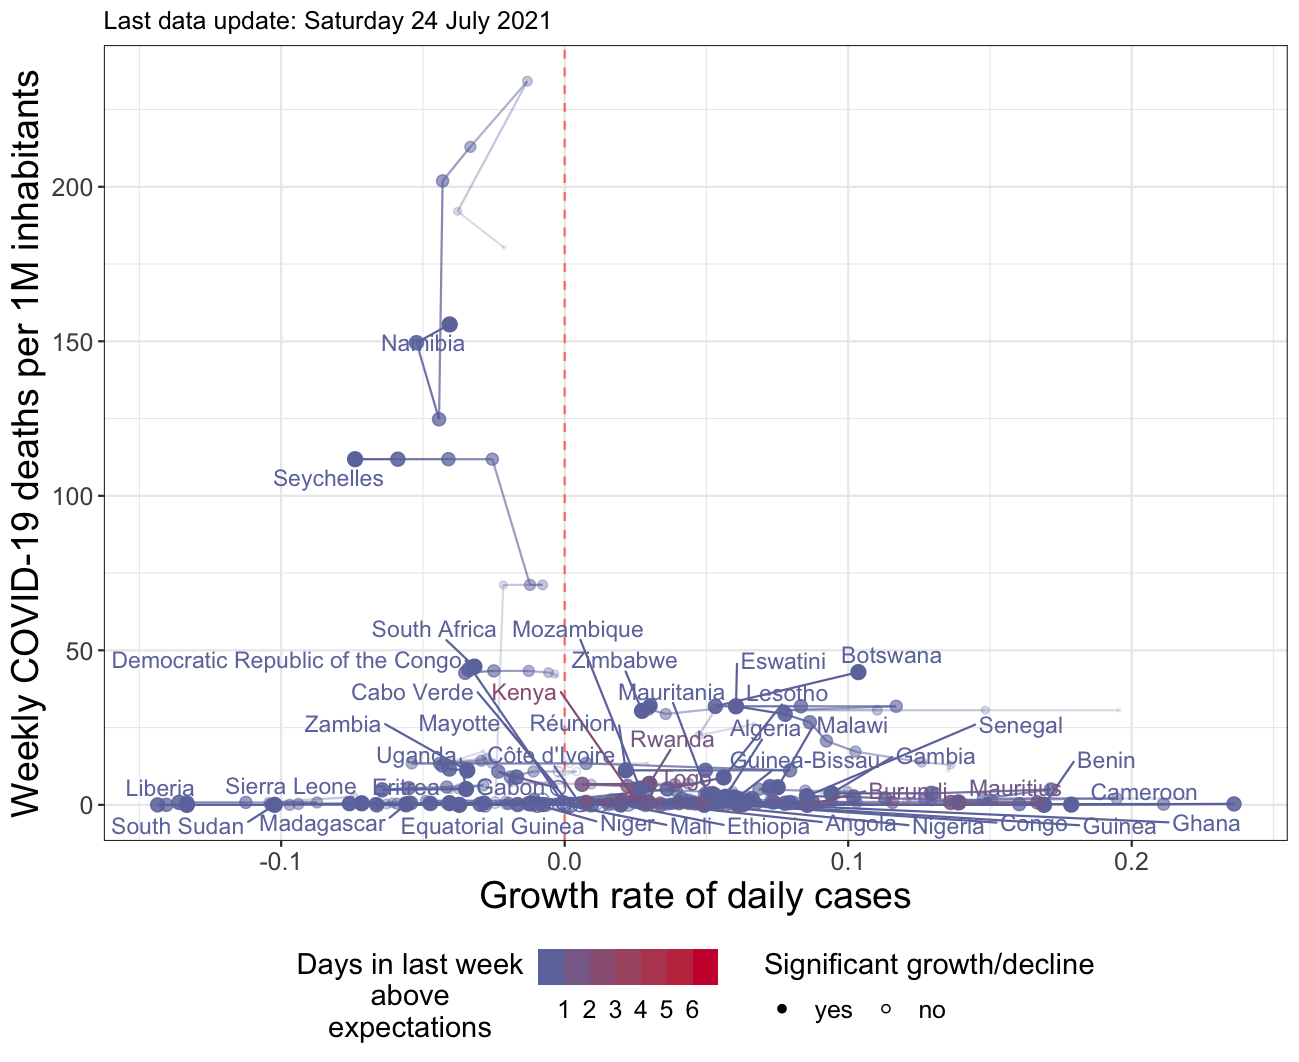 Last data update: Saturday 24 July 2021
Weekly COVID-19 deaths per 1M inhabitants
200
150
100
50
0
Namibia
Seychelles
South Africa
Mozambique
Democratic Republic of the Congo
Zimbabwe
Eswatini
Botswana
Cabo Verde
Kenya
Mauritania
Lesotho
Zambia
Mayotte
Réunion
Algeria
Malawi
Senegal
Rwanda
Uganda
Côte d'Ivoire
Guinea-Bissau
Gambia
Benin
Togo
Liberia
Sierra Leone
Eritrea
Gabon
Burundi
Mauritius
Cameroon
South Sudan
Madagascar
Equatorial Guinea
Niger
Mali
Ethiopia
Angola
Nigeria
Congo
Guinea
Ghana
-0.1
0.0
0.1
0.2
Growth rate of daily cases
Days in last week
above
expectations
1 2 3 4 5 6
Significant growth/decline
yes
no